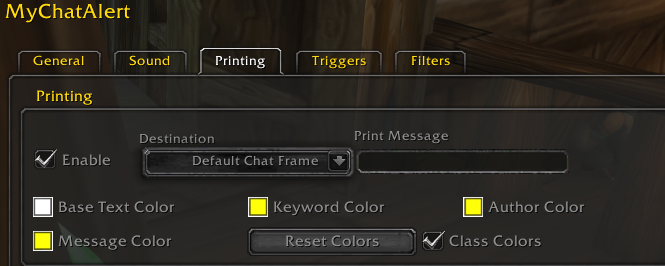 MyChatAlert
General Sound Printing Triggers Filters
Printing
Destination Print Message
Enable Default Chat Frame
Base Text Color Keyword Color Author Color
Message Color Reset Colors Class Colors